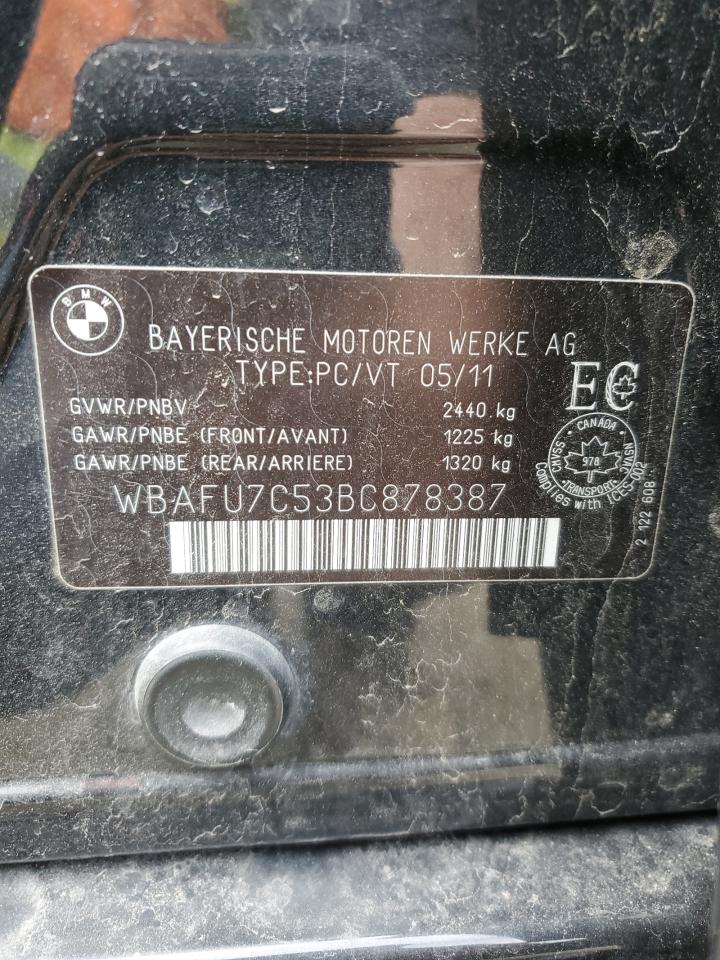 BMW
BAYERISCHE MOTOREN WERKE AG
TYPE:PC/VT 05/11
EC
GVWR/PNBV 2440 kg
GAWR/PNBE (FRONT/AVANT) 1225 kg
GAWR/PNBE (REAR/ARRIERE) 1320 kg
CANADA
CMVSS
978
NSVAC
TRANSPORT
Complies with ICES-002
WBAFU7C53BC878387
2 122 608